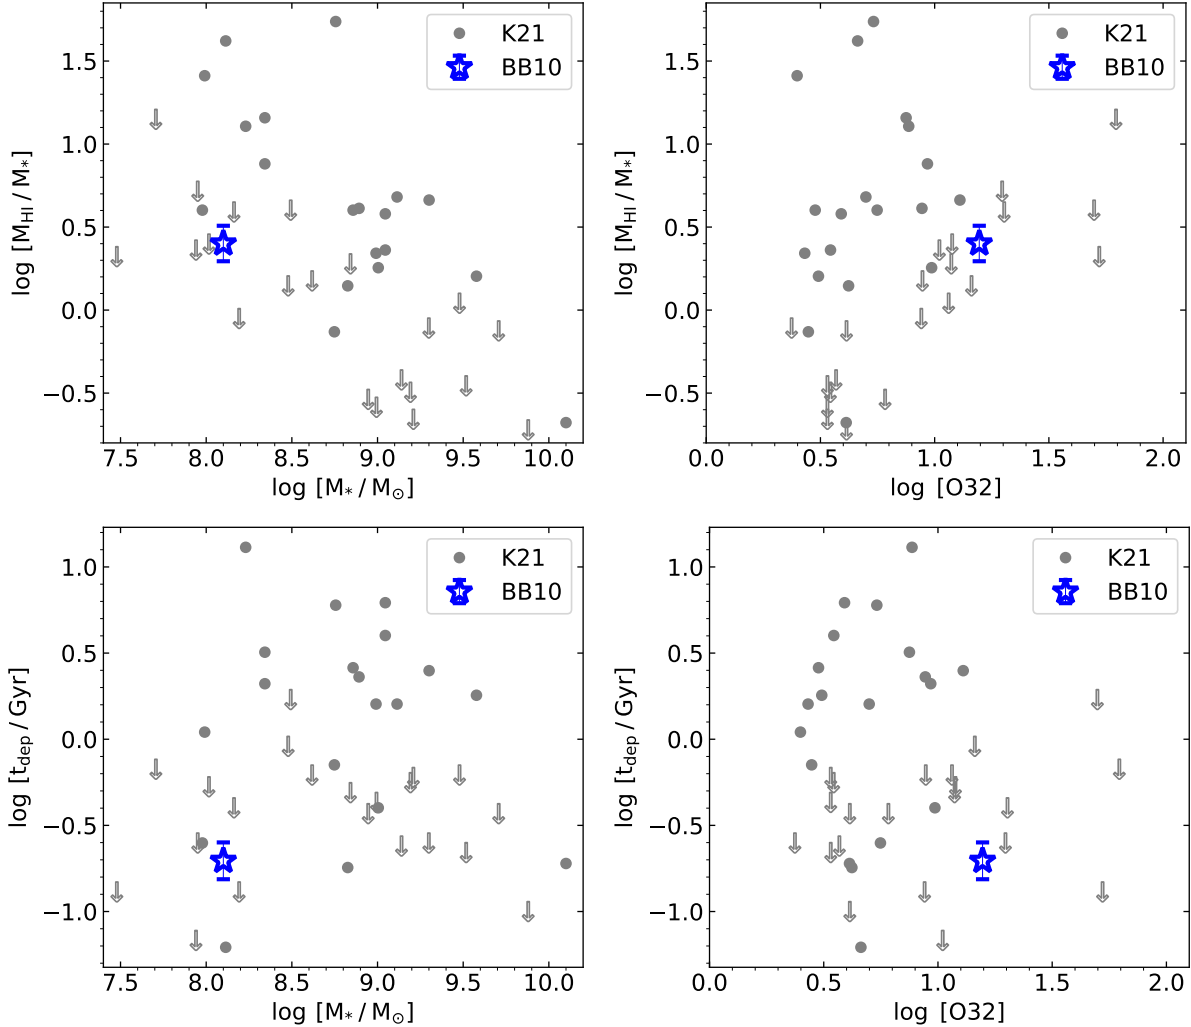 K21
BB10
log [M_HI / M_*]
1.5
1.0
0.5
0.0
−0.5
7.5 8.0 8.5 9.0 9.5 10.0
log [M_* / M_⊙]
K21
BB10
log [M_HI / M_*]
1.5
1.0
0.5
0.0
−0.5
0.0 0.5 1.0 1.5 2.0
log [O32]
K21
BB10
log [t_dep / Gyr]
1.0
0.5
0.0
−0.5
−1.0
7.5 8.0 8.5 9.0 9.5 10.0
log [M_* / M_⊙]
K21
BB10
log [t_dep / Gyr]
1.0
0.5
0.0
−0.5
−1.0
0.0 0.5 1.0 1.5 2.0
log [O32]